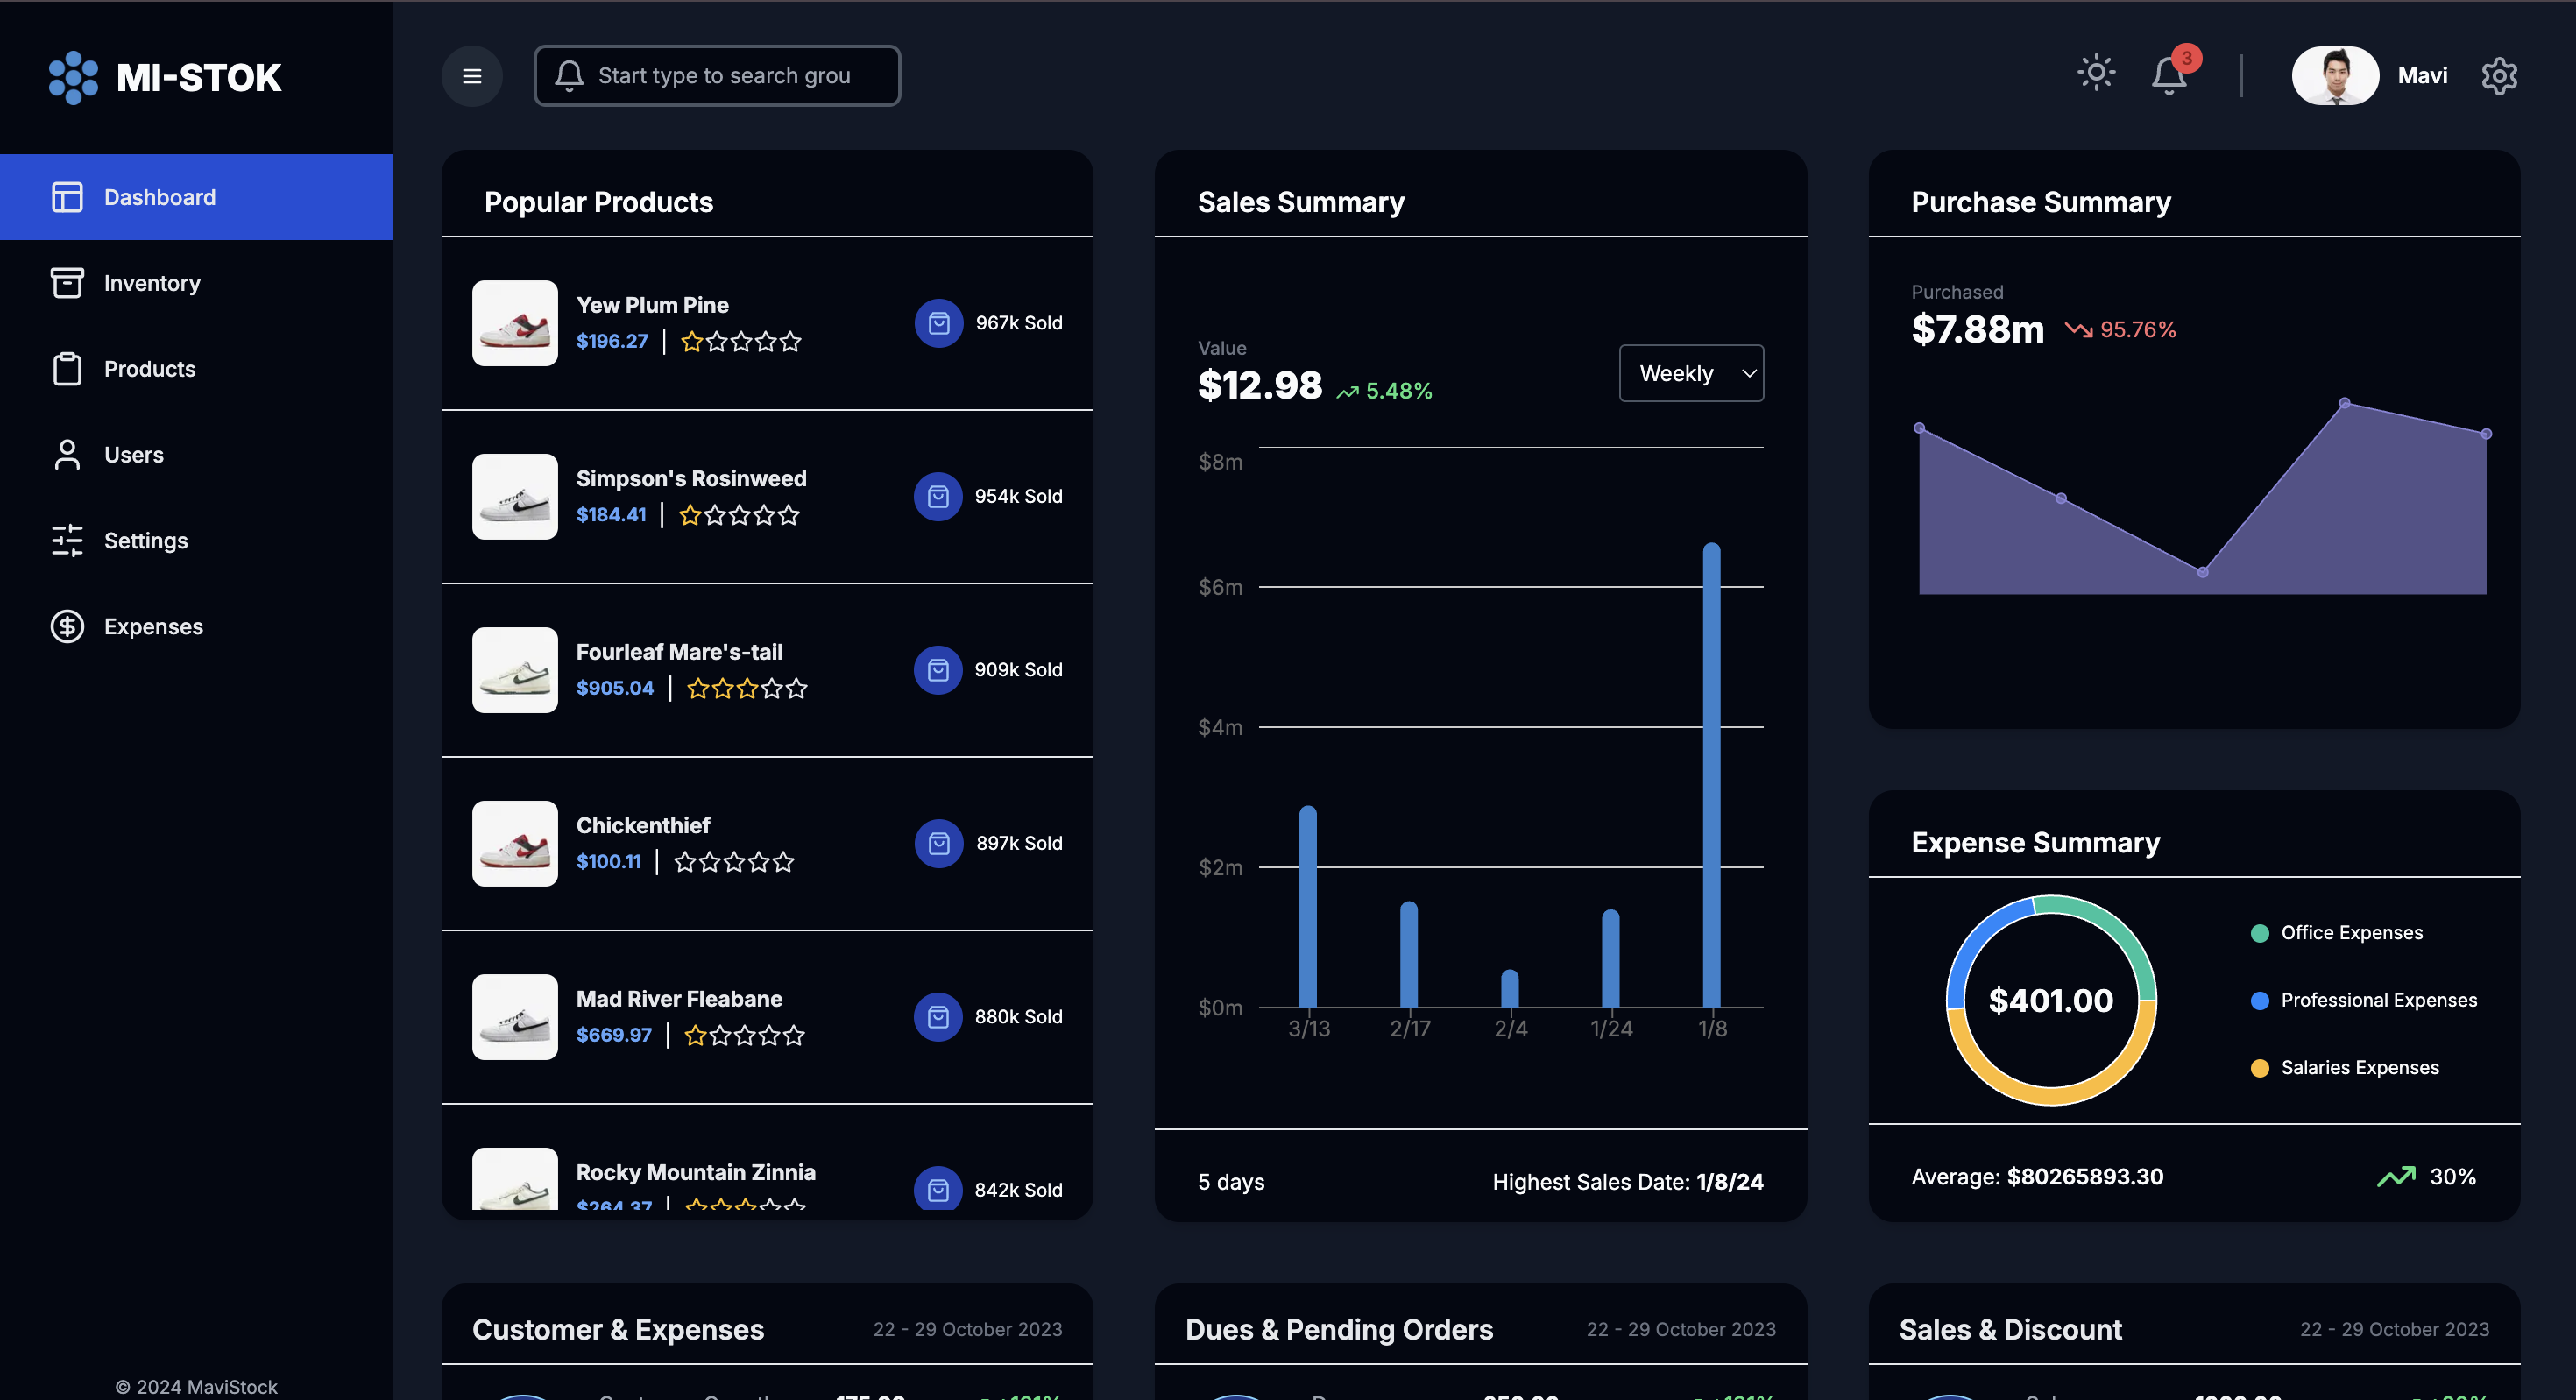 MI-STOK
Start type to search grou
3
Mavi
Dashboard
Inventory
Products
Users
Settings
Expenses
© 2024 MaviStock
Popular Products
Yew Plum Pine
$196.27
967k Sold
Simpson's Rosinweed
$184.41
954k Sold
Fourleaf Mare's-tail
$905.04
909k Sold
Chickenthief
$100.11
897k Sold
Mad River Fleabane
$669.97
880k Sold
Rocky Mountain Zinnia
$264.37
842k Sold
Sales Summary
Value
$12.98 5.48%
Weekly
$8m
$6m
$4m
$2m
$0m
3/13 2/17 2/4 1/24 1/8
5 days
Highest Sales Date: 1/8/24
Purchase Summary
Purchased
$7.88m 95.76%
Expense Summary
$401.00
Office Expenses
Professional Expenses
Salaries Expenses
Average: $80265893.30
30%
Customer & Expenses
22 - 29 October 2023
Dues & Pending Orders
22 - 29 October 2023
Sales & Discount
22 - 29 October 2023